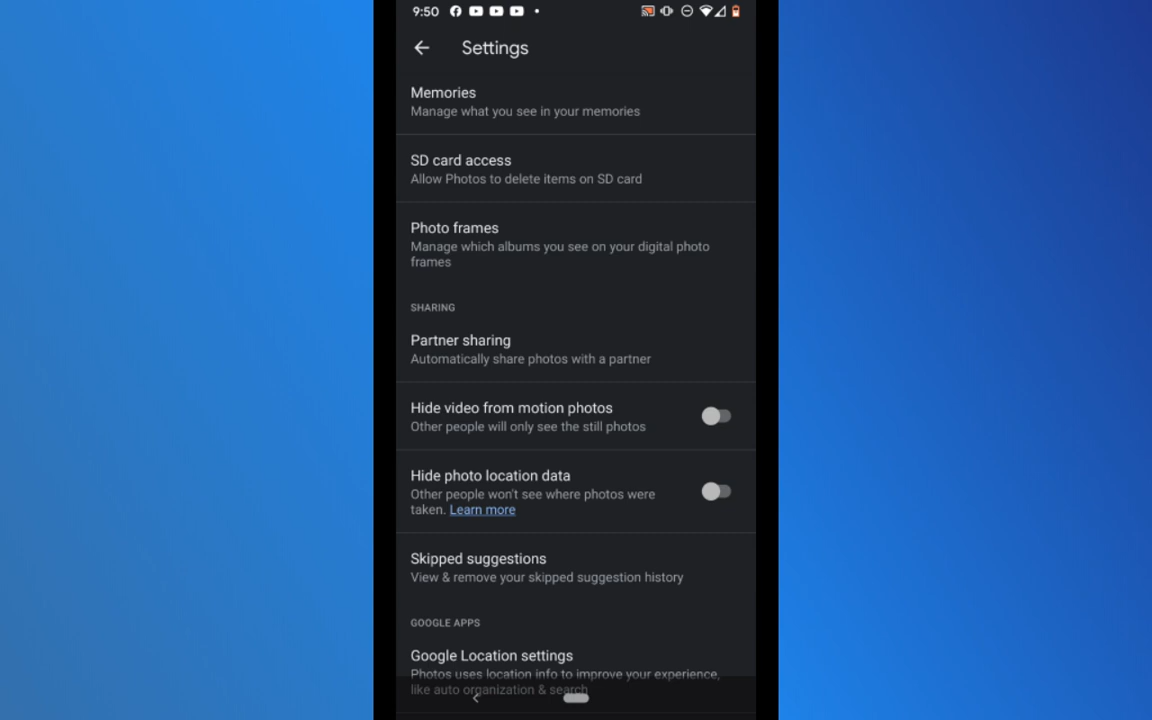 9:50
Settings
Memories
Manage what you see in your memories
SD card access
Allow Photos to delete items on SD card
Photo frames
Manage which albums you see on your digital photo
frames
SHARING
Partner sharing
Automatically share photos with a partner
Hide video from motion photos
Other people will only see the still photos
Hide photo location data
Other people won't see where photos were
taken. Learn more
Skipped suggestions
View & remove your skipped suggestion history
GOOGLE APPS
Google Location settings
Photos uses location info to improve your experience,
like auto organization & search